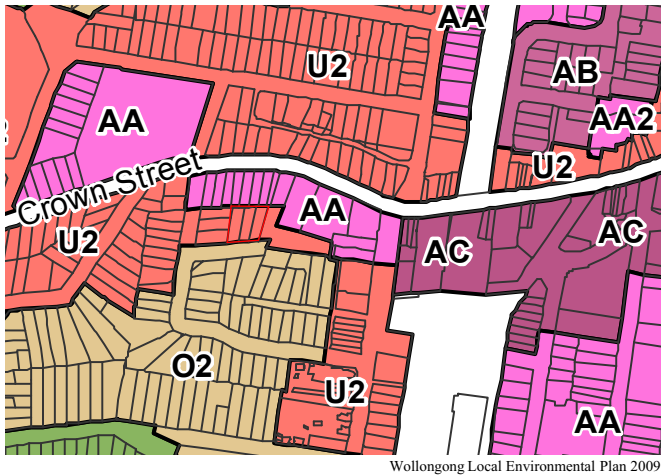 AA
U2
AB
AA
AA2
U2
Crown Street
AA
U2
AC
AC
O2
U2
AA
Wollongong Local Environmental Plan 2009